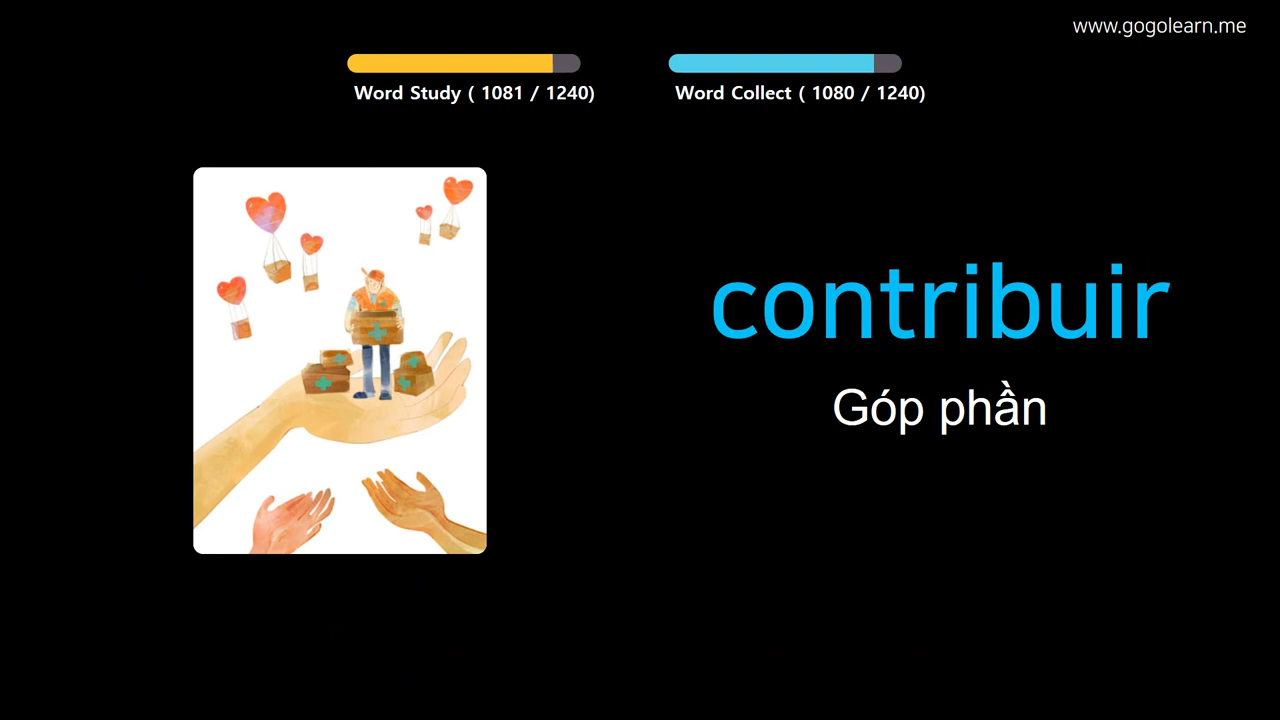 www.gogolearn.me
Word Study ( 1081 / 1240)
Word Collect ( 1080 / 1240)
contribuir
Góp phần